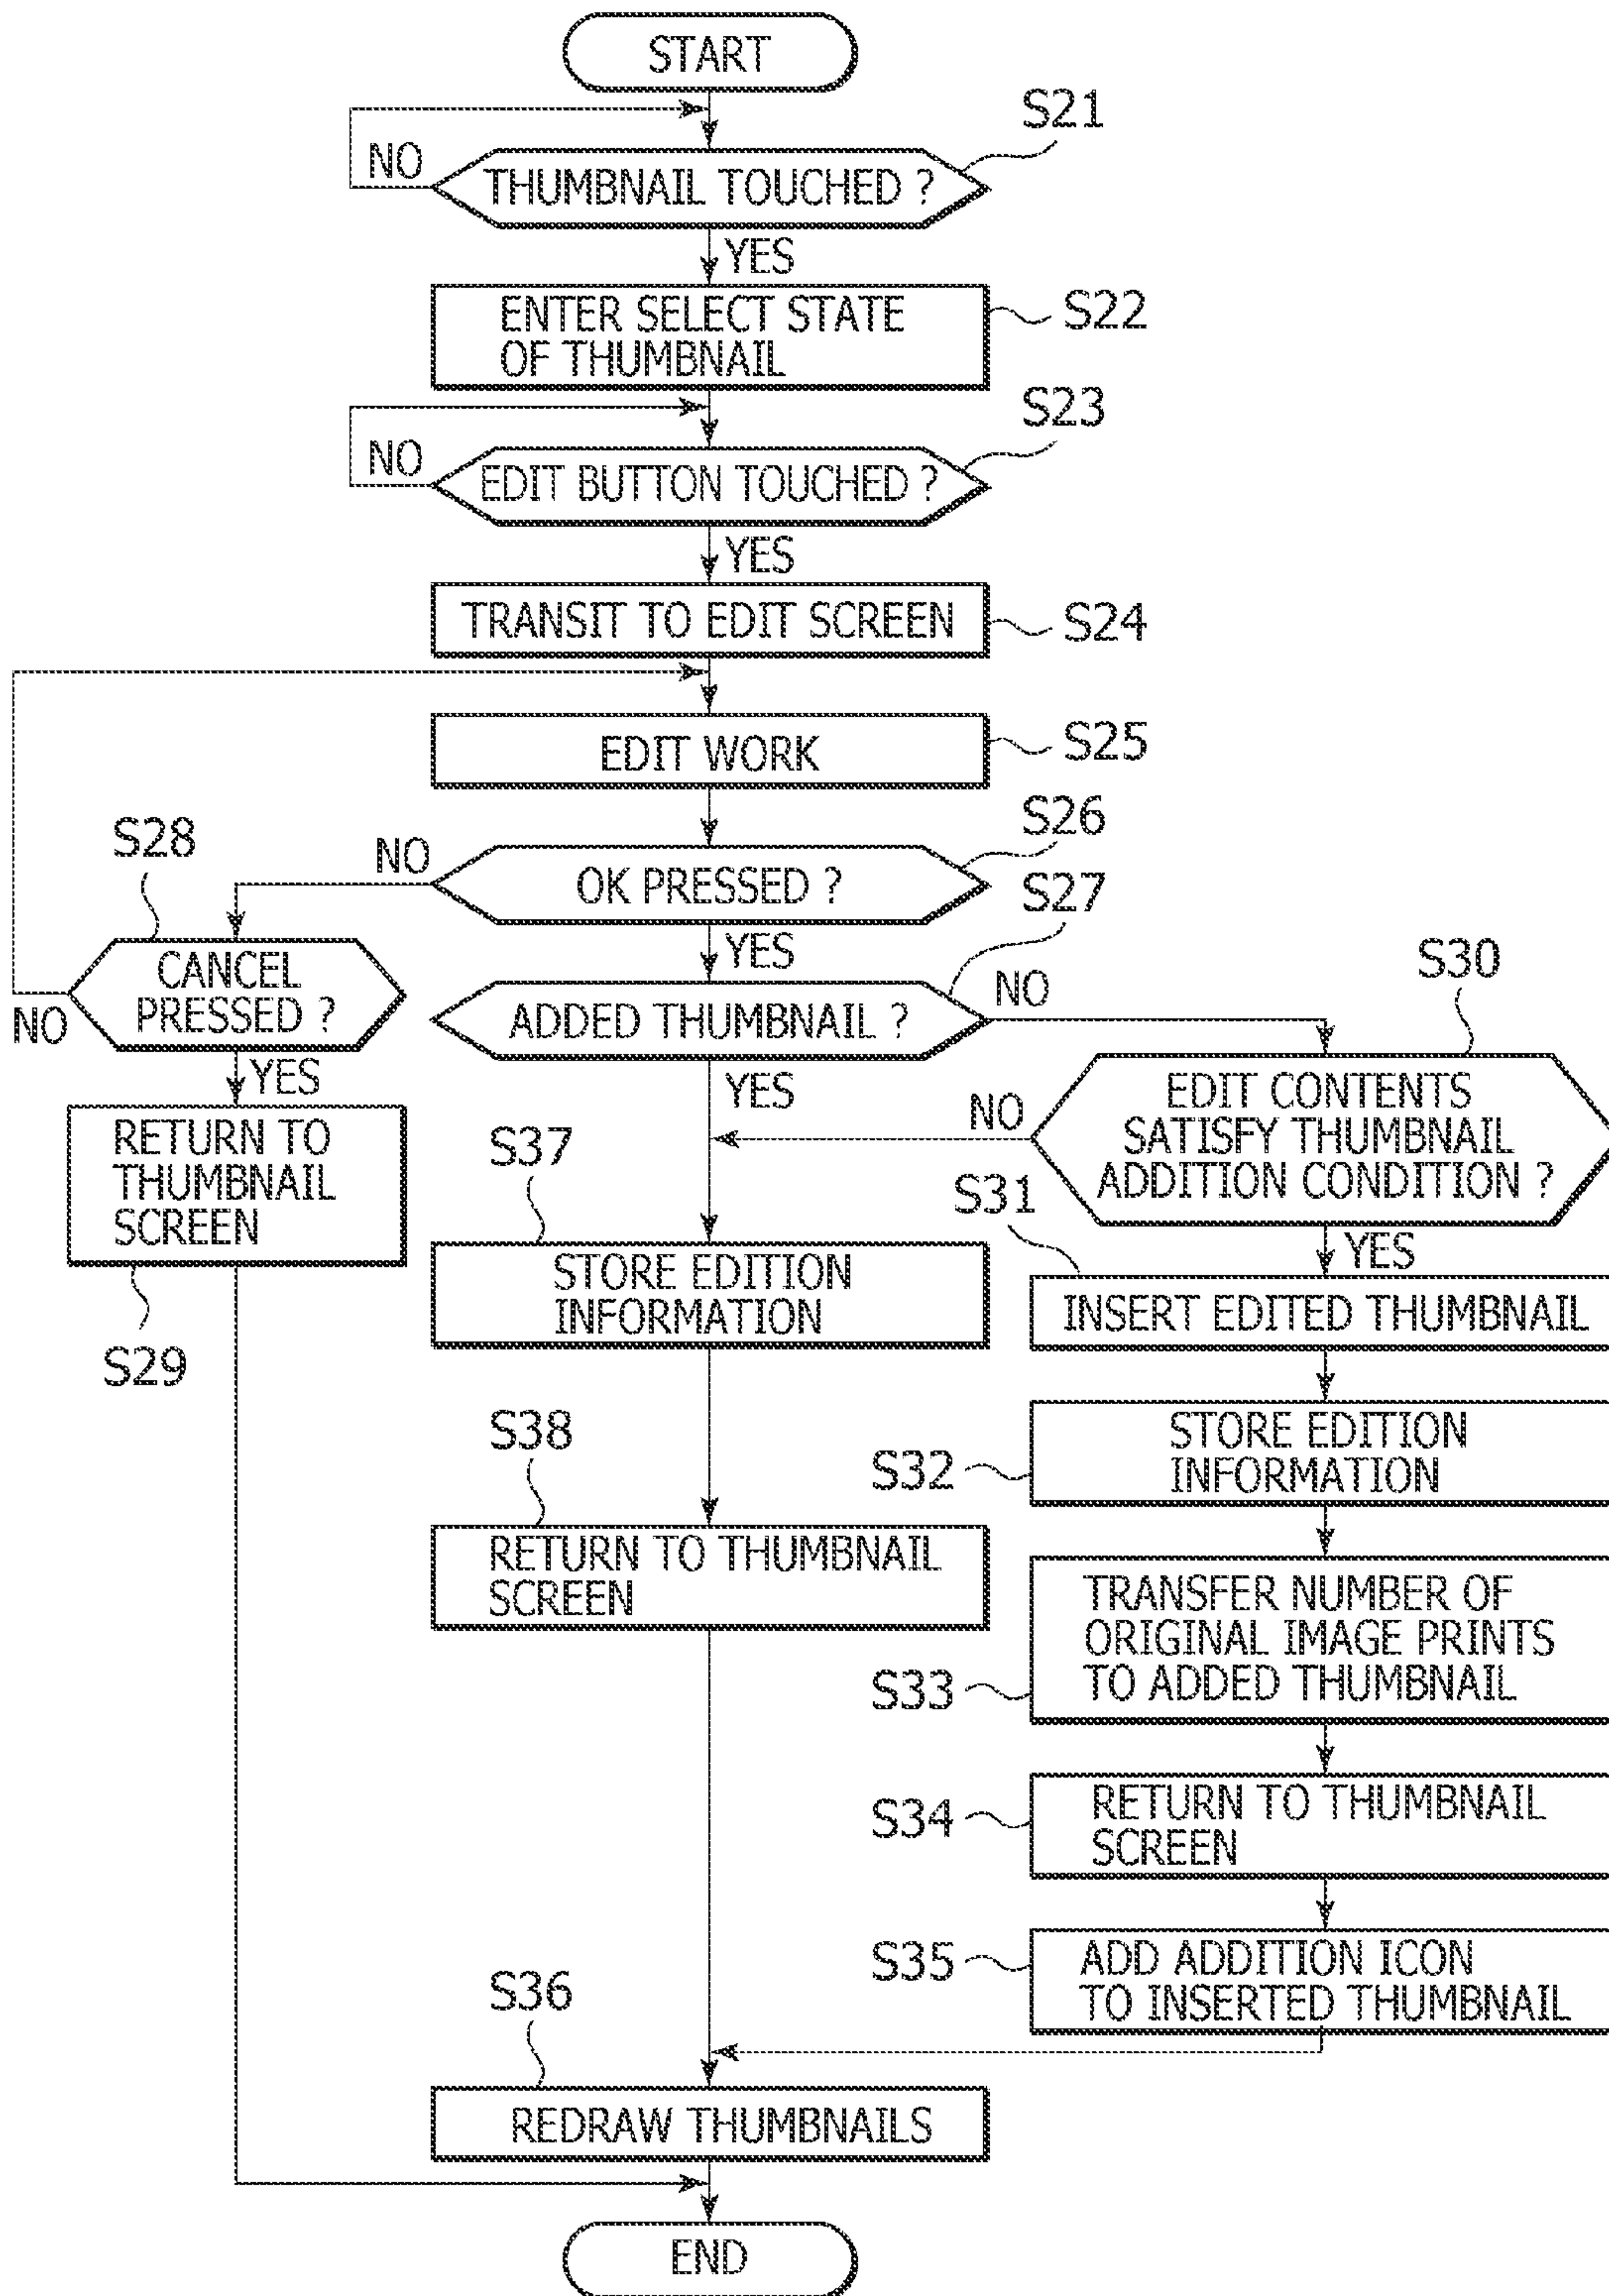 START
S21
NO
THUMBNAIL TOUCHED ?
YES
ENTER SELECT STATE
OF THUMBNAIL
S22
S23
NO
EDIT BUTTON TOUCHED ?
YES
TRANSIT TO EDIT SCREEN
S24
EDIT WORK
S25
S26
S28
NO
OK PRESSED ?
S27
YES
CANCEL
PRESSED ?
NO
ADDED THUMBNAIL ?
NO
S30
YES
YES
EDIT CONTENTS
SATISFY THUMBNAIL
ADDITION CONDITION ?
NO
RETURN TO
THUMBNAIL
SCREEN
S29
S37
S31
YES
STORE EDITION
INFORMATION
INSERT EDITED THUMBNAIL
S38
S32
STORE EDITION
INFORMATION
RETURN TO THUMBNAIL
SCREEN
TRANSFER NUMBER OF
ORIGINAL IMAGE PRINTS
TO ADDED THUMBNAIL
S33
S34
RETURN TO THUMBNAIL
SCREEN
S35
ADD ADDITION ICON
TO INSERTED THUMBNAIL
S36
REDRAW THUMBNAILS
END